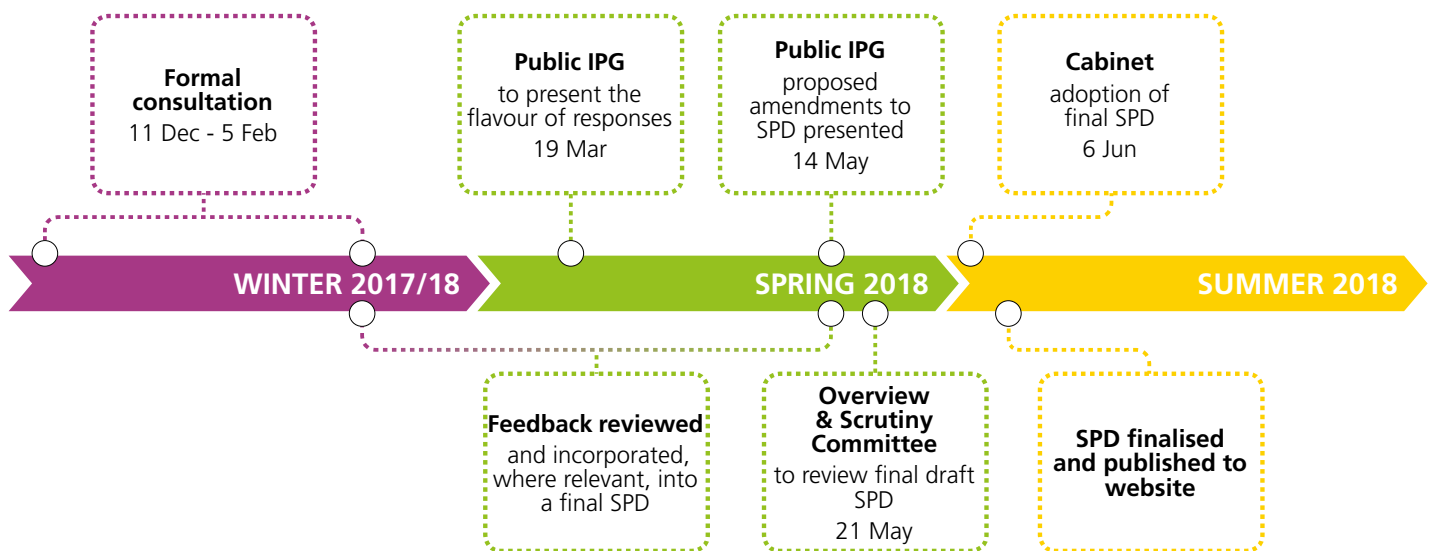 Formal
consultation
11 Dec - 5 Feb
Public IPG
to present the
flavour of responses
19 Mar
Public IPG
proposed
amendments to
SPD presented
14 May
Cabinet
adoption of
final SPD
6 Jun
WINTER 2017/18
SPRING 2018
SUMMER 2018
Feedback reviewed
and incorporated,
where relevant, into
a final SPD
Overview
& Scrutiny
Committee
to review final draft
SPD
21 May
SPD finalised
and published to
website